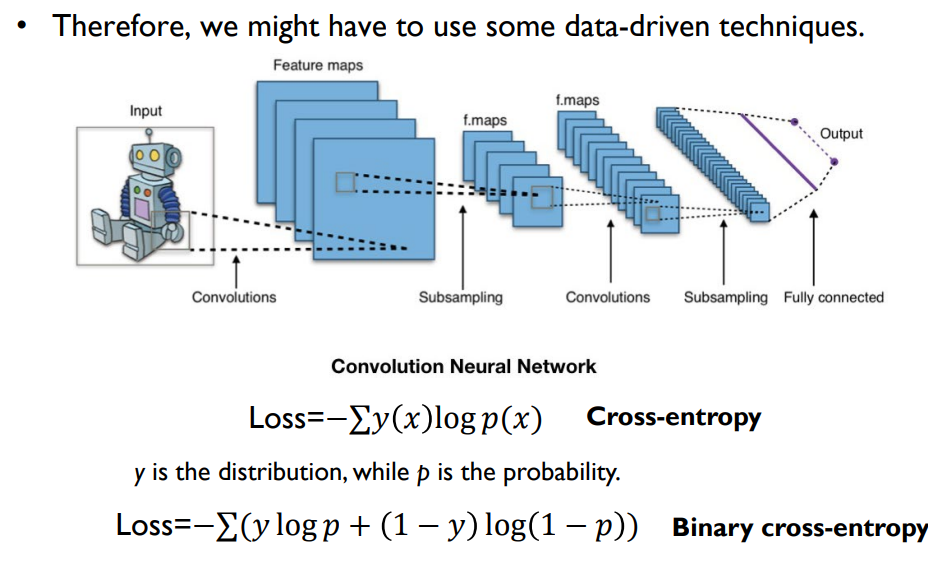 • Therefore, we might have to use some data-driven techniques.
Feature maps
Input
f.maps
f.maps
Output
Convolutions
Subsampling
Convolutions
Subsampling
Fully connected
Convolution Neural Network
Loss=−∑y(x)log p(x) Cross-entropy
y is the distribution, while p is the probability.
Loss=−∑(y log p + (1 − y) log(1 − p)) Binary cross-entropy